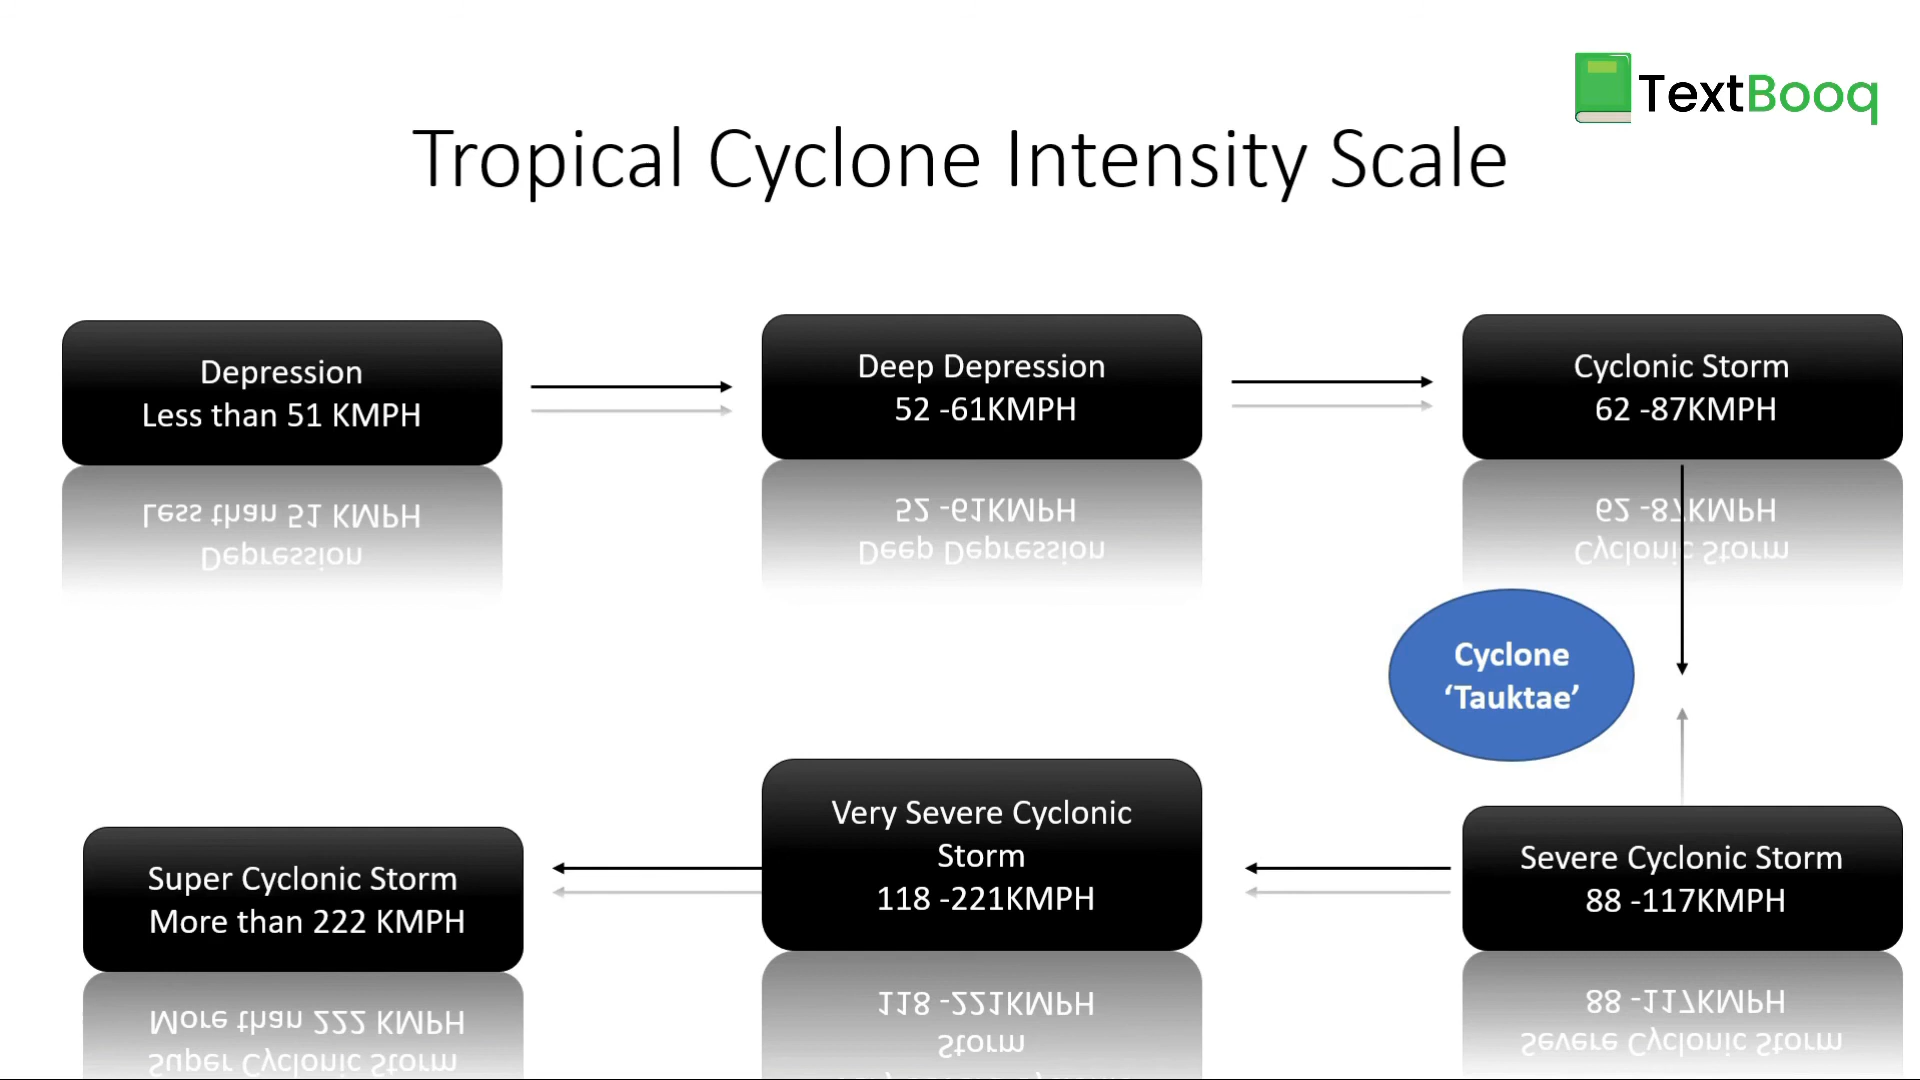 TextBooq
Tropical Cyclone Intensity Scale
Depression
Less than 51 KMPH
Deep Depression
52 -61KMPH
Cyclonic Storm
62 -87KMPH
Cyclone
‘Tauktae’
Severe Cyclonic Storm
88 -117KMPH
Very Severe Cyclonic
Storm
118 -221KMPH
Super Cyclonic Storm
More than 222 KMPH